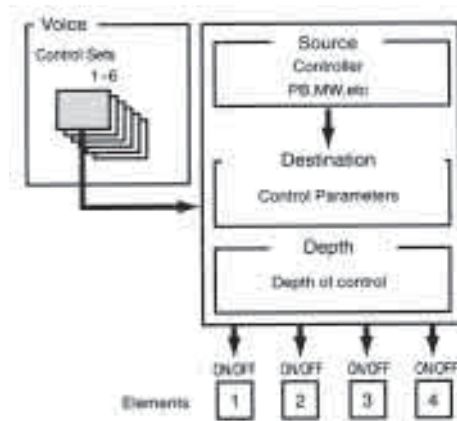 Voice
Control Sets
1-6
Source
Controller
PB.MW.etc
Destination
Control Parameters
Depth
Depth of control
ON/OFF ON/OFF ON/OFF ON/OFF
Elements 1 2 3 4